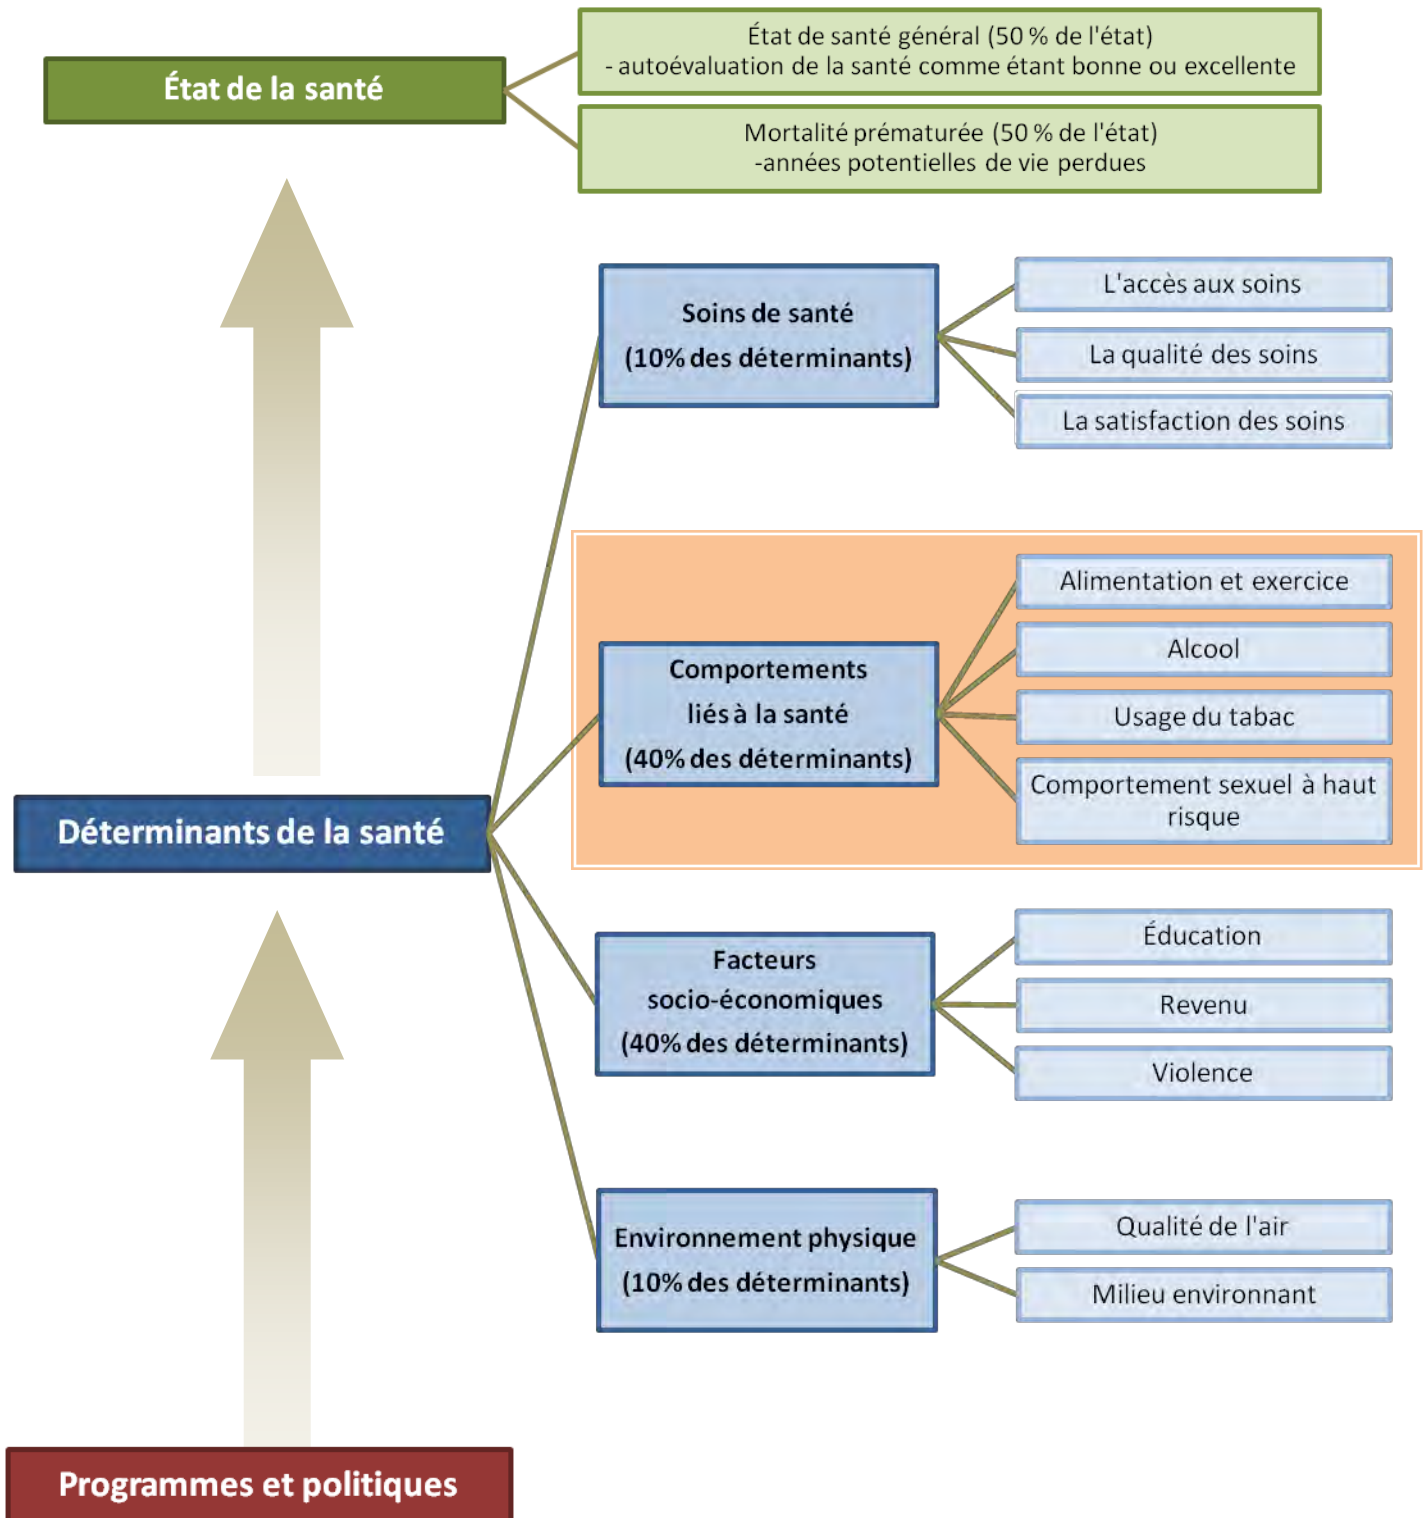 État de la santé
État de santé général (50 % de l'état)
- autoévaluation de la santé comme étant bonne ou excellente
Mortalité prématurée (50 % de l'état)
-années potentielles de vie perdues
Soins de santé
(10% des déterminants)
L'accès aux soins
La qualité des soins
La satisfaction des soins
Comportements
liés à la santé
(40% des déterminants)
Alimentation et exercice
Alcool
Usage du tabac
Comportement sexuel à haut
risque
Déterminants de la santé
Facteurs
socio-économiques
(40% des déterminants)
Éducation
Revenu
Violence
Environnement physique
(10% des déterminants)
Qualité de l'air
Milieu environnant
Programmes et politiques